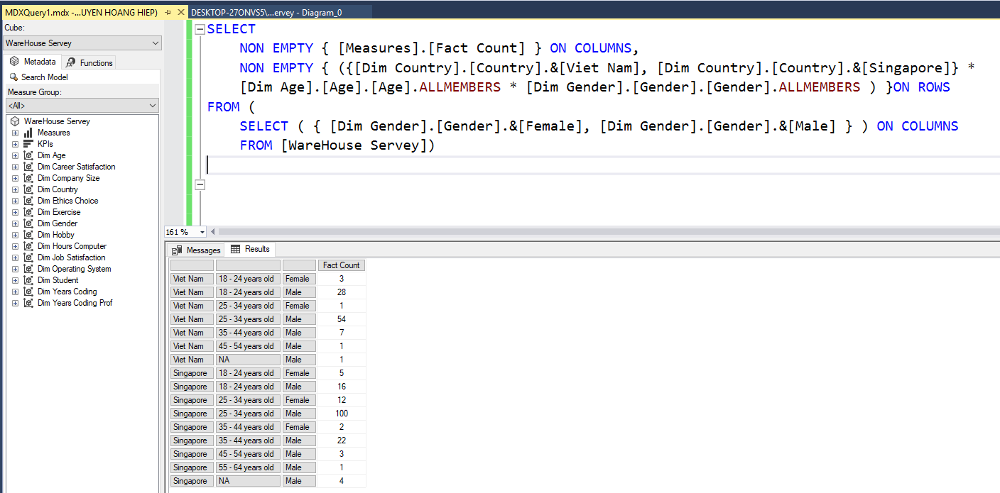 MDXQuery1.mdx -...UYEN HOANG HIEP) DESKTOP-27ONVS5\...ervey - Diagram_0
Cube:
WareHouse Servey
Metadata Functions
Search Model
Measure Group:
<All>
WareHouse Servey
Measures
KPIs
Dim Age
Dim Career Satisfaction
Dim Company Size
Dim Country
Dim Ethics Choice
Dim Exercise
Dim Gender
Dim Hobby
Dim Hours Computer
Dim Job Satisfaction
Dim Operating System
Dim Student
Dim Years Coding
Dim Years Coding Prof
SELECT
NON EMPTY { [Measures].[Fact Count] } ON COLUMNS,
NON EMPTY { ({[Dim Country].[Country].&[Viet Nam], [Dim Country].[Country].&[Singapore]} *
[Dim Age].[Age].[Age].ALLMEMBERS * [Dim Gender].[Gender].[Gender].ALLMEMBERS ) }ON ROWS
FROM (
SELECT ( { [Dim Gender].[Gender].&[Female], [Dim Gender].[Gender].&[Male] } ) ON COLUMNS
FROM [WareHouse Servey])
161 %
Messages Results
Fact Count
Viet Nam 18 - 24 years old Female 3
Viet Nam 18 - 24 years old Male 28
Viet Nam 25 - 34 years old Female 1
Viet Nam 25 - 34 years old Male 54
Viet Nam 35 - 44 years old Male 7
Viet Nam 45 - 54 years old Male 1
Viet Nam NA Male 1
Singapore 18 - 24 years old Female 5
Singapore 18 - 24 years old Male 16
Singapore 25 - 34 years old Female 12
Singapore 25 - 34 years old Male 100
Singapore 35 - 44 years old Female 2
Singapore 35 - 44 years old Male 22
Singapore 45 - 54 years old Male 3
Singapore 55 - 64 years old Male 1
Singapore NA Male 4